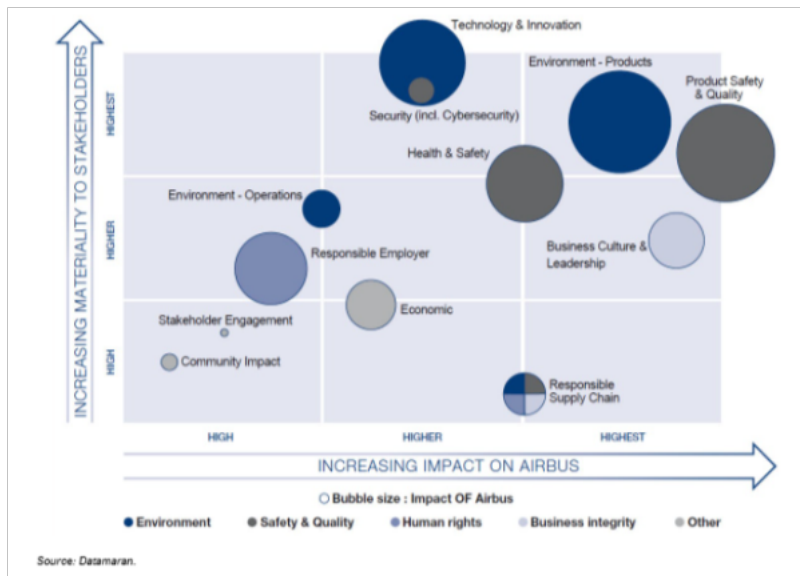 Technology & Innovation
Environment - Products
Product Safety
& Quality
Security (incl. Cybersecurity)
Health & Safety
Environment - Operations
Responsible Employer
Business Culture &
Leadership
Economic
Stakeholder Engagement
Community Impact
Responsible
Supply Chain
INCREASING MATERIALITY TO STAKEHOLDERS
HIGHEST
HIGHER
HIGH
HIGH
HIGHER
HIGHEST
INCREASING IMPACT ON AIRBUS
Bubble size : Impact OF Airbus
Environment
Safety & Quality
Human rights
Business integrity
Other
Source: Datamaran.